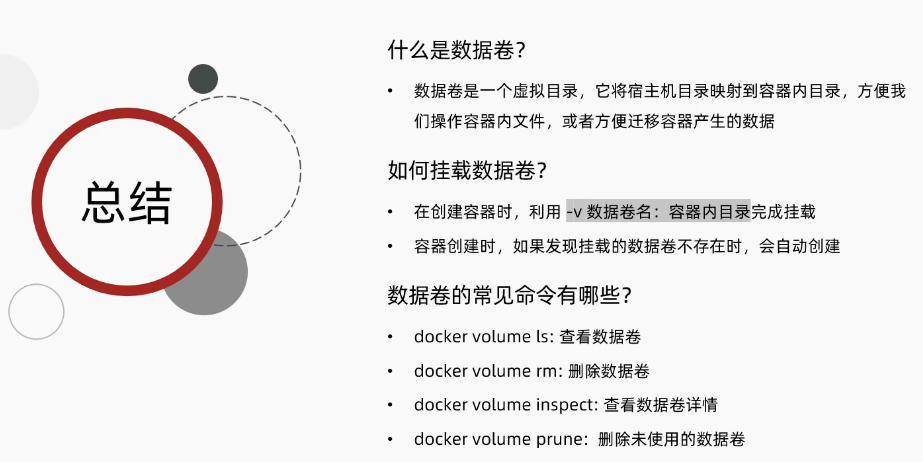 总结
什么是数据卷？
• 数据卷是一个虚拟目录，它将宿主机目录映射到容器内目录，方便我
们操作容器内文件，或者方便迁移容器产生的数据
如何挂载数据卷？
• 在创建容器时，利用 -v 数据卷名：容器内目录完成挂载
• 容器创建时，如果发现挂载的数据卷不存在时，会自动创建
数据卷的常见命令有哪些？
• docker volume ls: 查看数据卷
• docker volume rm: 删除数据卷
• docker volume inspect: 查看数据卷详情
• docker volume prune：删除未使用的数据卷